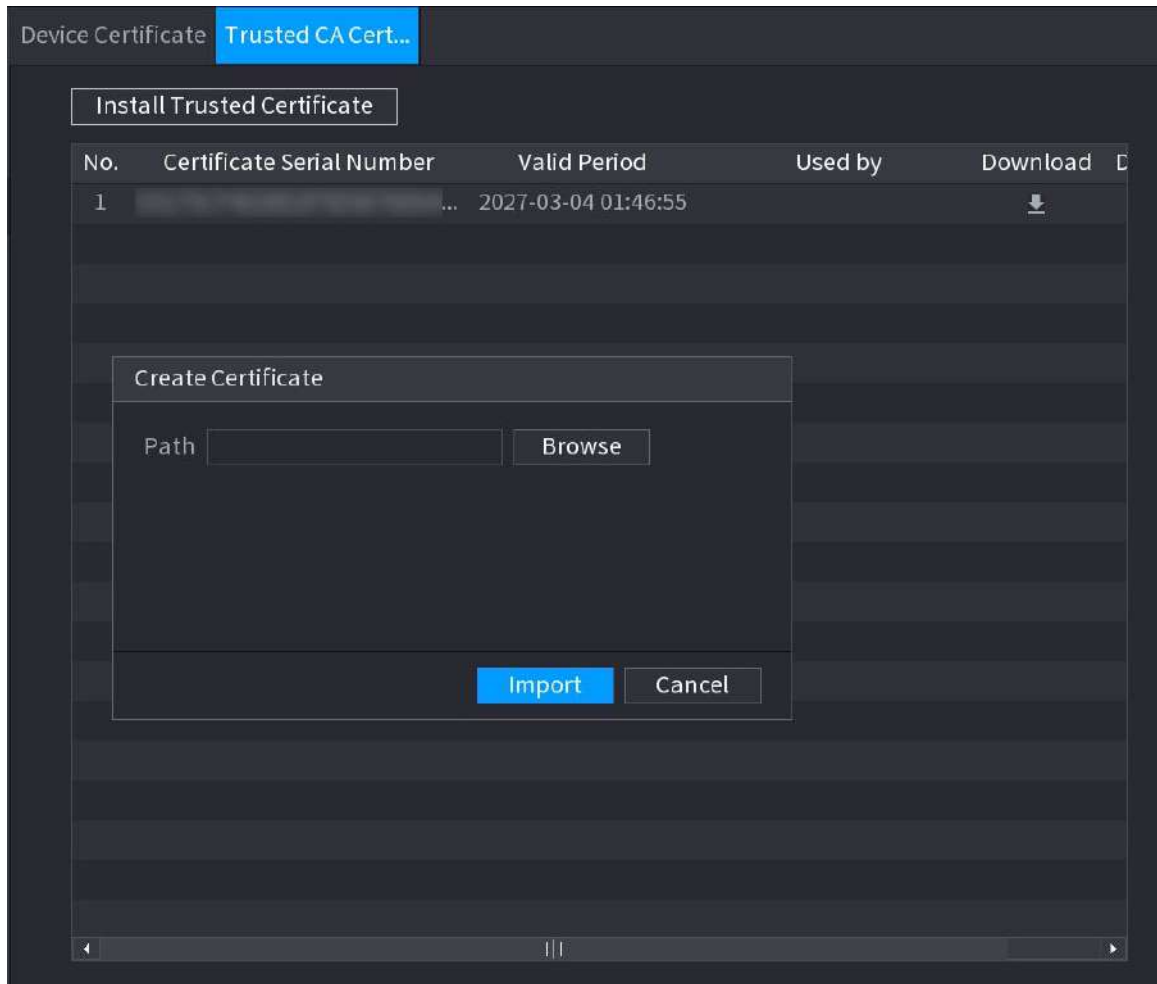 Device Certificate Trusted CA Cert...
Install Trusted Certificate
No. Certificate Serial Number Valid Period Used by Download D
1 ... 2027-03-04 01:46:55
Create Certificate
Path Browse
Import Cancel